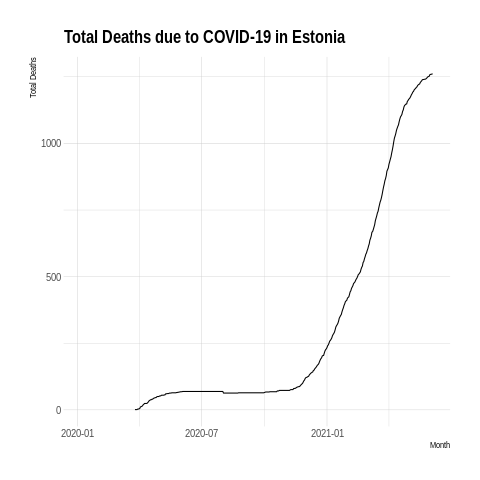 Total Deaths due to COVID-19 in Estonia
Total Deaths
1000
500
0
2020-01 2020-07 2021-01
Month